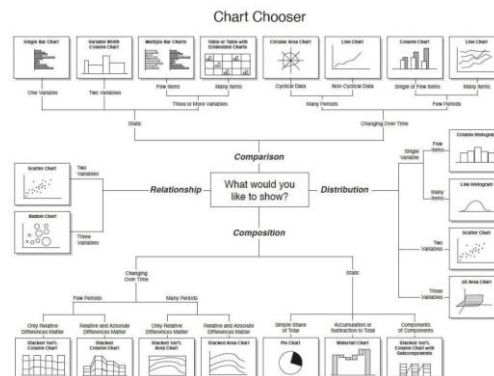 Chart Chooser
Single Bar Chart
Variable Width
Column Chart
Multiple Bar Charts
Table or Table with
Embedded Charts
Circular Area Chart
Line Chart
Column Chart
Line Chart
One Variable
Two Variables
Few Items
Many Items
Cyclical Data
Non-Cyclical Data
Single or Few Items
Many Items
Three or More Variables
Many Periods
Few Periods
Static
Changing Over Time
Comparison
Relationship
What would you
like to show?
Distribution
Composition
Scatter Chart
Two
Variables
Bubble Chart
Three
Variables
Single
Variable
Few
Items
Column Histogram
Many
Items
Line Histogram
Two
Variables
Scatter Chart
Three
Variables
3D Area Chart
Changing
Over Time
Static
Few Periods
Many Periods
Only Relative
Differences Matter
Relative and Absolute
Differences Matter
Only Relative
Differences Matter
Relative and Absolute
Differences Matter
Simple Share of
Total
Accumulation or
Subtraction to Total
Components of
Components
Stacked 100%
Column Chart
Stacked
Column Chart
Stacked 100%
Area Chart
Stacked Area Chart
Pie Chart
Waterfall Chart
Stacked 100%
Column Chart with
Subcomponents